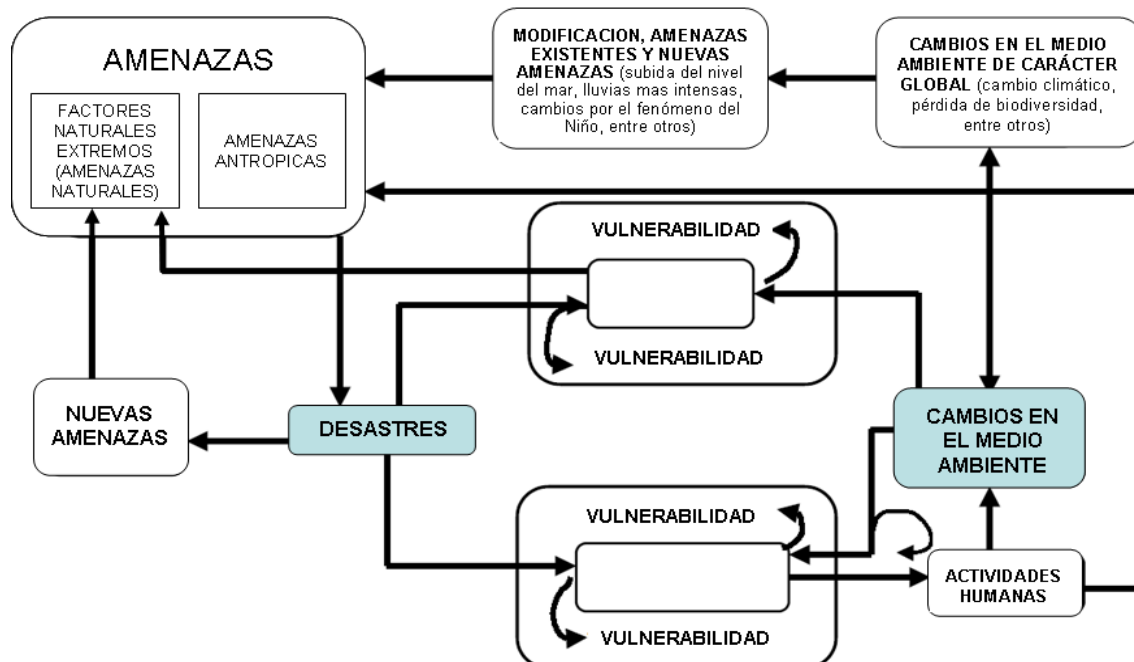 AMENAZAS
FACTORES
NATURALES
EXTREMOS
(AMENAZAS
NATURALES)
AMENAZAS
ANTROPICAS
MODIFICACION, AMENAZAS
EXISTENTES Y NUEVAS
AMENAZAS (subida del nivel
del mar, lluvias mas intensas,
cambios por el fenómeno del
Niño, entre otros)
CAMBIOS EN EL MEDIO
AMBIENTE DE CARÁCTER
GLOBAL (cambio climático,
pérdida de biodiversidad,
entre otros)
VULNERABILIDAD
VULNERABILIDAD
NUEVAS
AMENAZAS
DESASTRES
CAMBIOS EN
EL MEDIO
AMBIENTE
VULNERABILIDAD
VULNERABILIDAD
ACTIVIDADES
HUMANAS